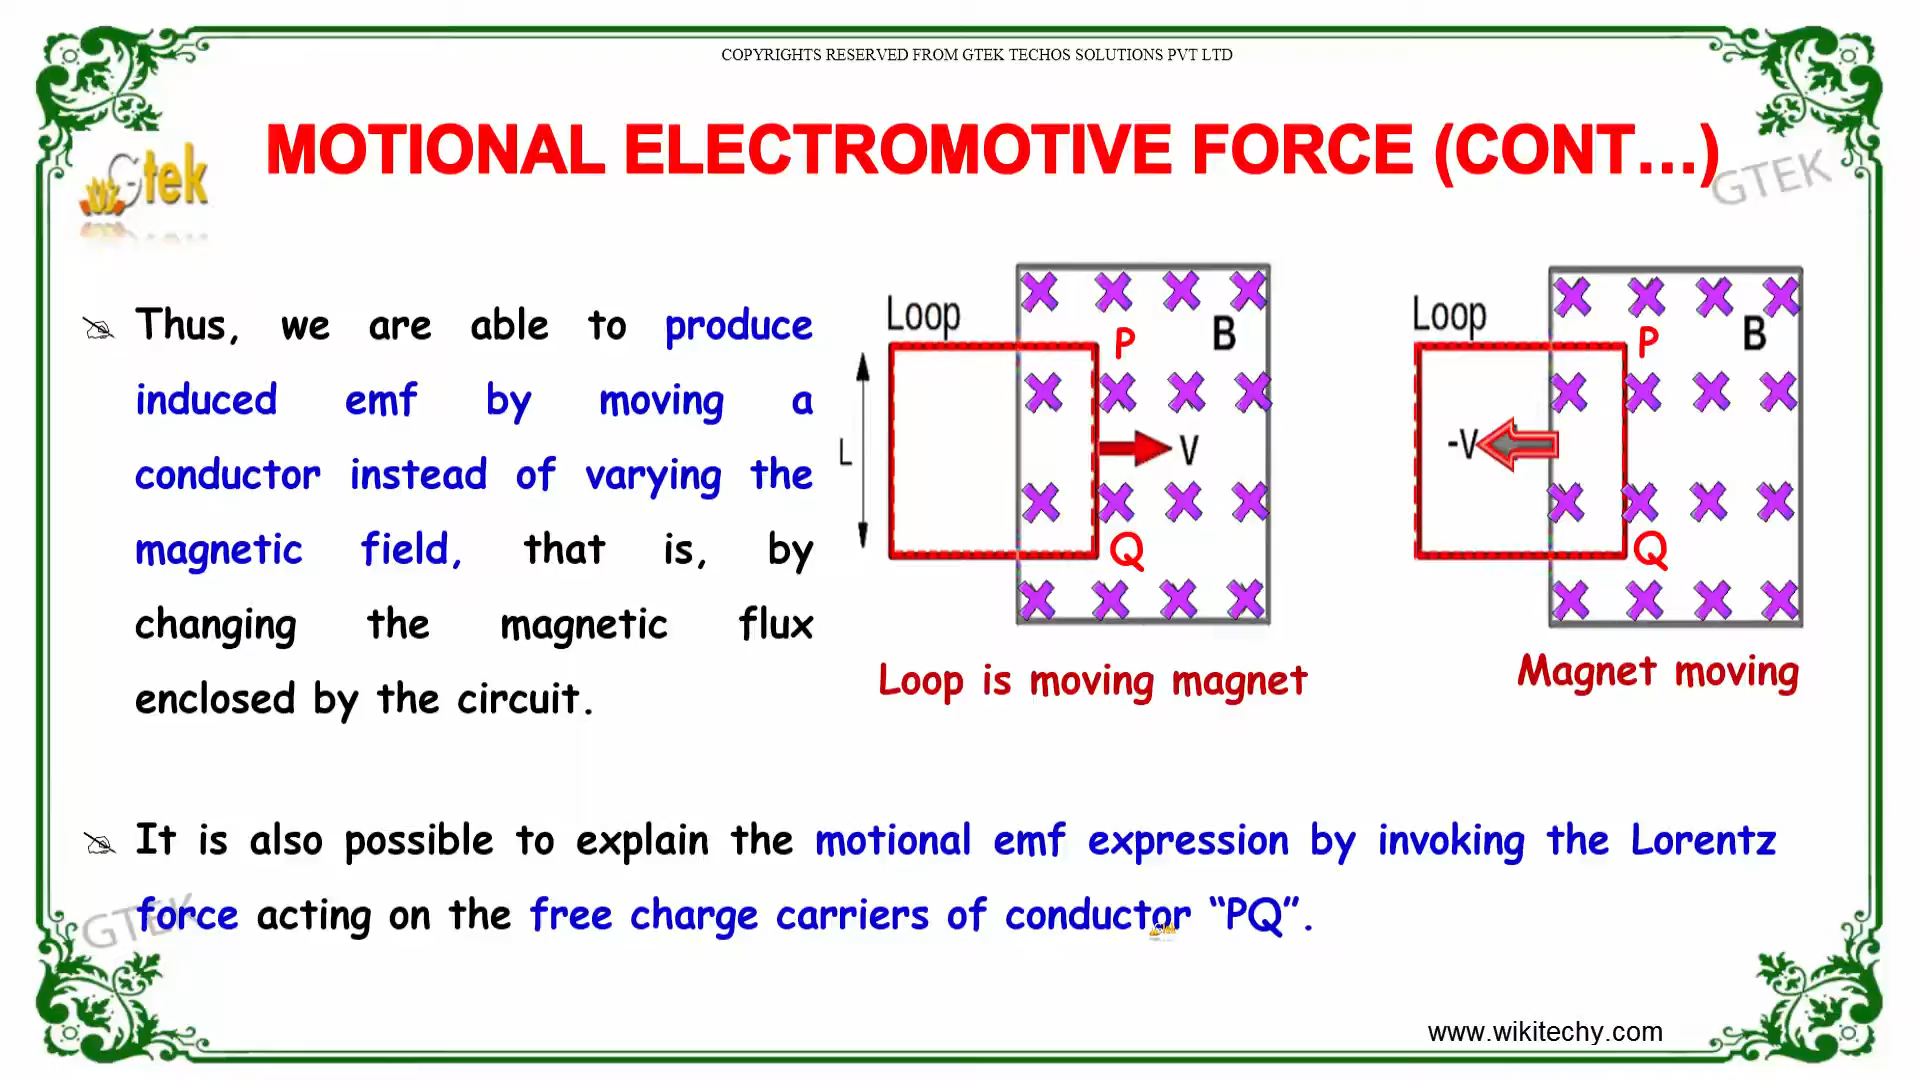 COPYRIGHTS RESERVED FROM GTEK TECHOS SOLUTIONS PVT LTD
MOTIONAL ELECTROMOTIVE FORCE (CONT...)
Gtek
GTEK
Thus, we are able to produce
induced emf by moving a
conductor instead of varying the
magnetic field, that is, by
changing the magnetic flux
enclosed by the circuit.
Loop
P
B
L
V
Q
Loop is moving magnet
Loop
P
B
-V
Q
Magnet moving
It is also possible to explain the motional emf expression by invoking the Lorentz
force acting on the free charge carriers of conductor “PQ”.
GTEK
Gtek
www.wikitechy.com